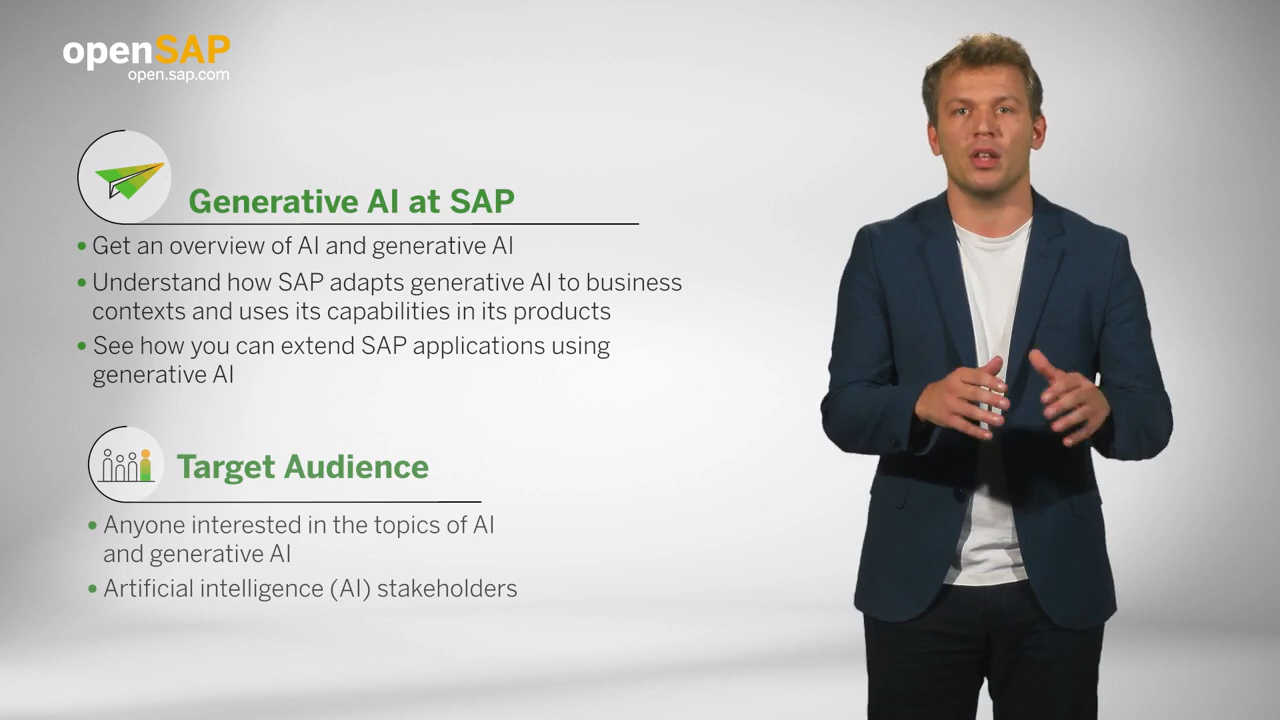 openSAP
open.sap.com
Generative AI at SAP
• Get an overview of AI and generative AI
• Understand how SAP adapts generative AI to business
contexts and uses its capabilities in its products
• See how you can extend SAP applications using
generative AI
Target Audience
• Anyone interested in the topics of AI
and generative AI
• Artificial intelligence (AI) stakeholders